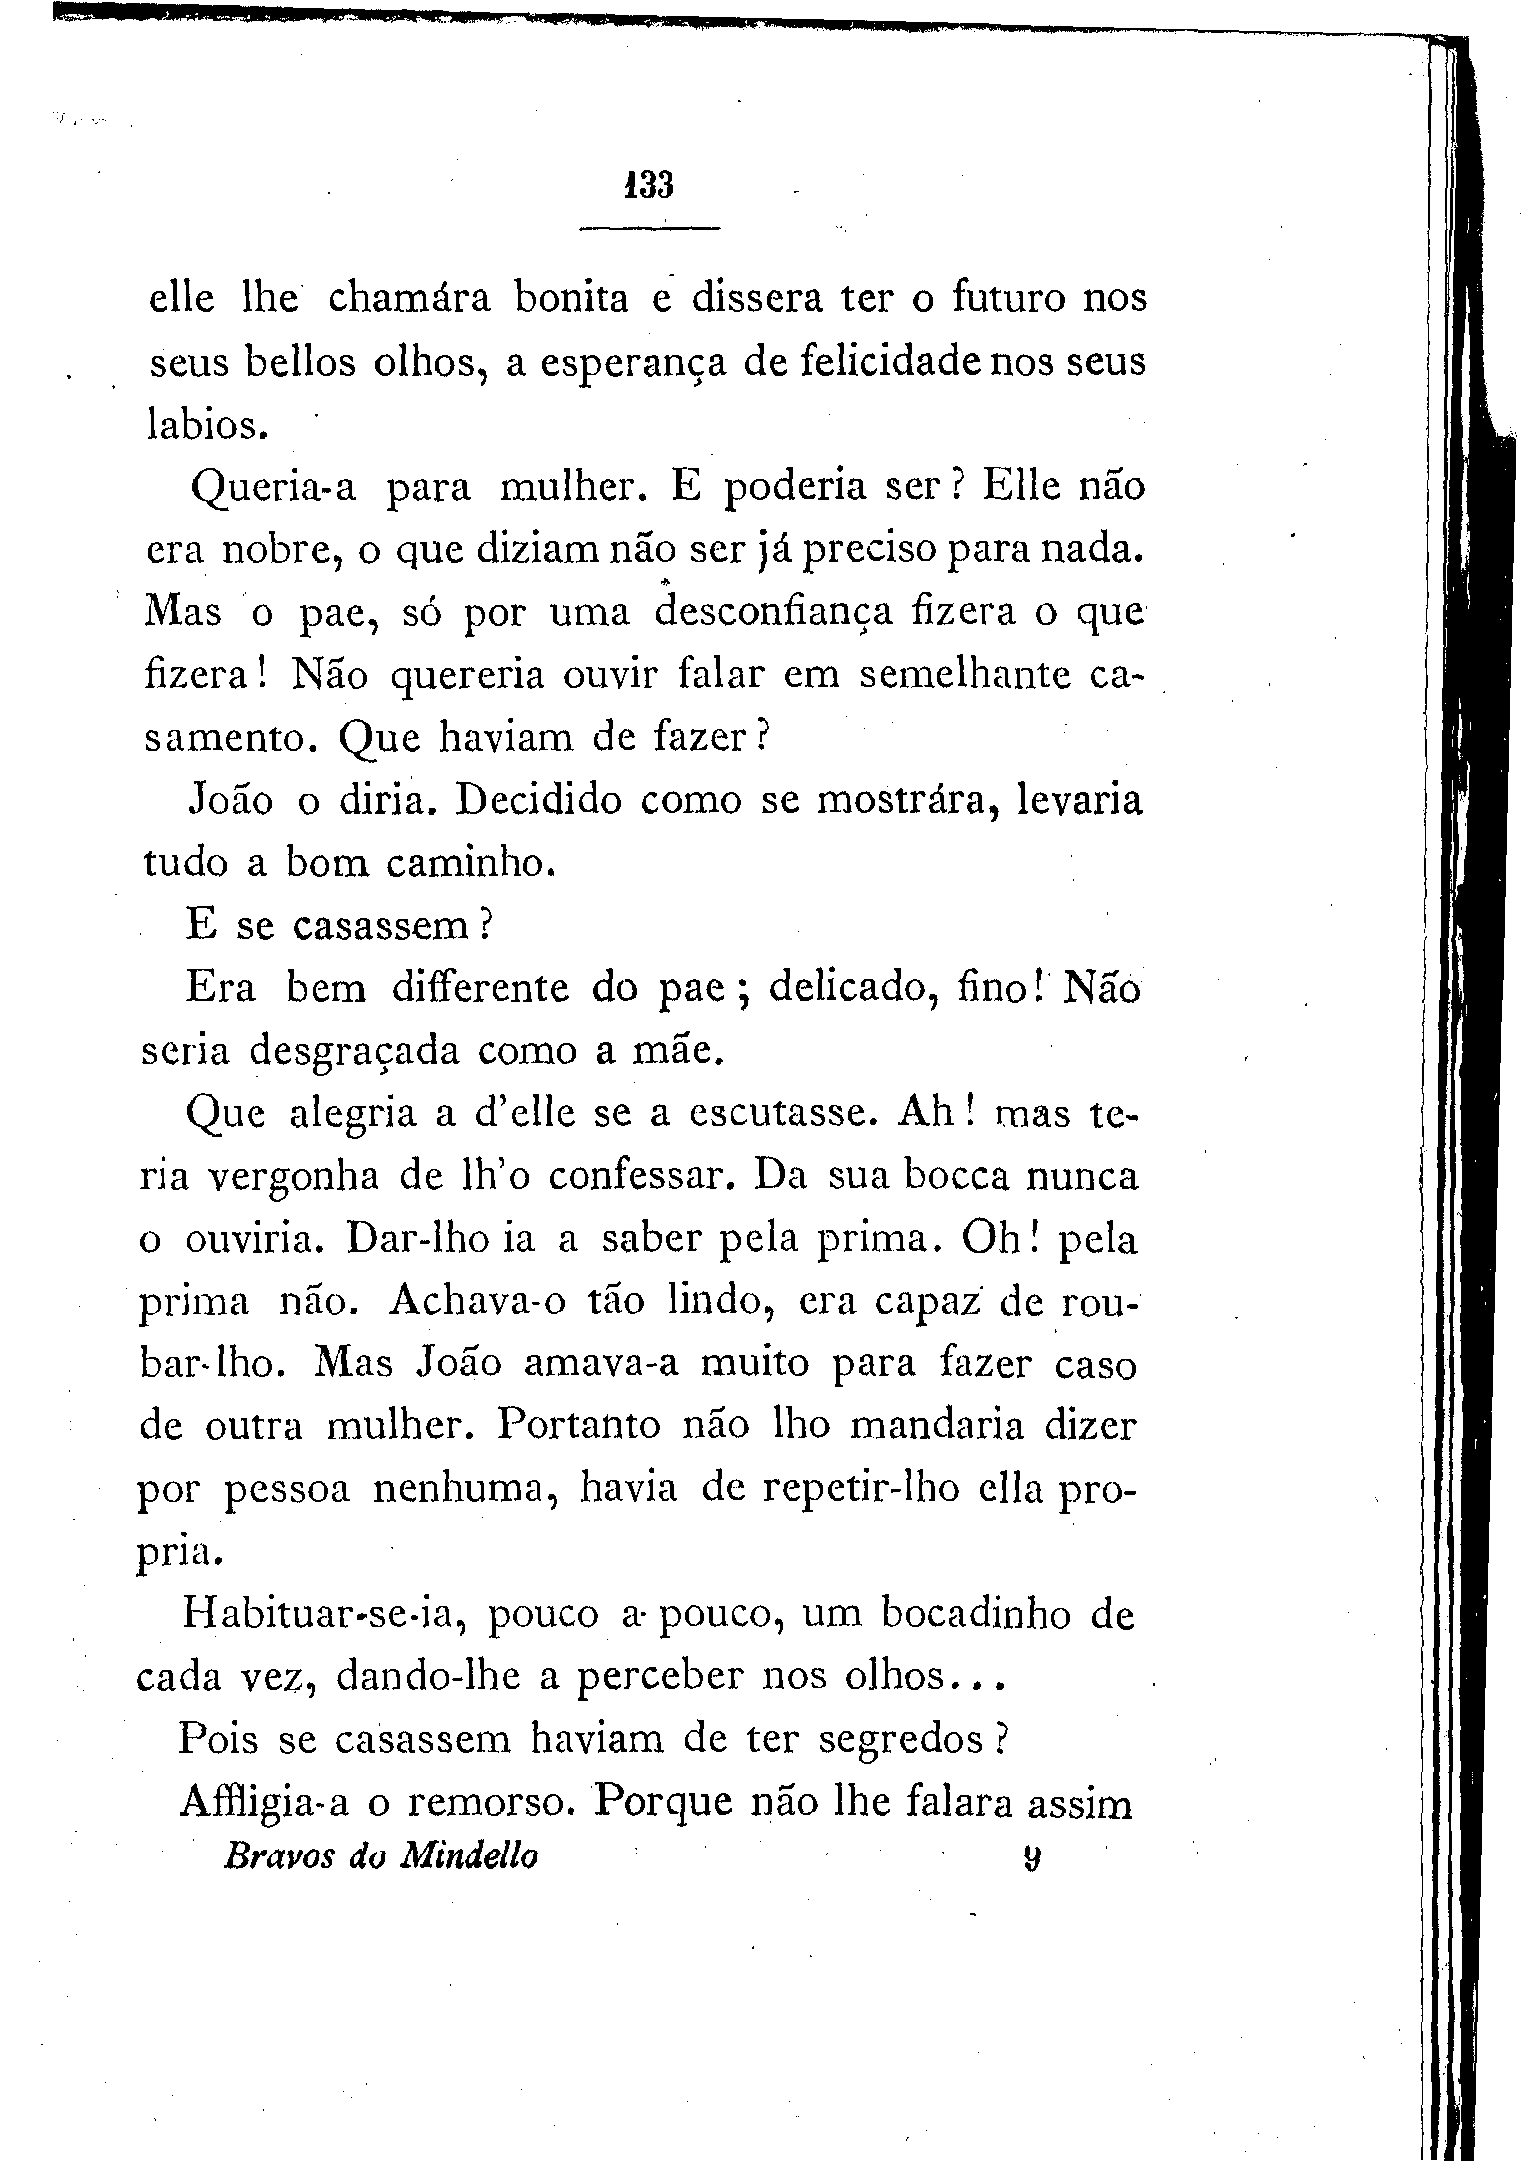 133
elle lhe chamára bonita e dissera ter o futuro nos
seus bellos olhos, a esperança de felicidade nos seus
labios.
Queria-a para mulher. E poderia ser? Elle não
era nobre, o que diziam não ser já preciso para nada.
Mas o pae, só por uma desconfiança fizera o que
fizera! Não quereria ouvir falar em semelhante ca-
samento. Que haviam de fazer?
João o diria. Decidido como se mostrára, levaria
tudo a bom caminho.
E se casassem?
Era bem differente do pae; delicado, fino! Não
seria desgraçada como a mãe.
Que alegria a d'elle se a escutasse. Ah! mas te-
ria vergonha de lh'o confessar. Da sua bocca nunca
o ouviria. Dar-lho ia a saber pela prima. Oh! pela
prima não. Achava-o tão lindo, era capaz de rou-
bar-lho. Mas João amava-a muito para fazer caso
de outra mulher. Portanto não lho mandaria dizer
por pessoa nenhuma, havia de repetir-lho ella pro-
pria.
Habituar-se-ia, pouco a pouco, um bocadinho de
cada vez, dando-lhe a perceber nos olhos...
Pois se casassem haviam de ter segredos?
Affligia-a o remorso. Porque não lhe falara assim
Bravos do Mindello 9